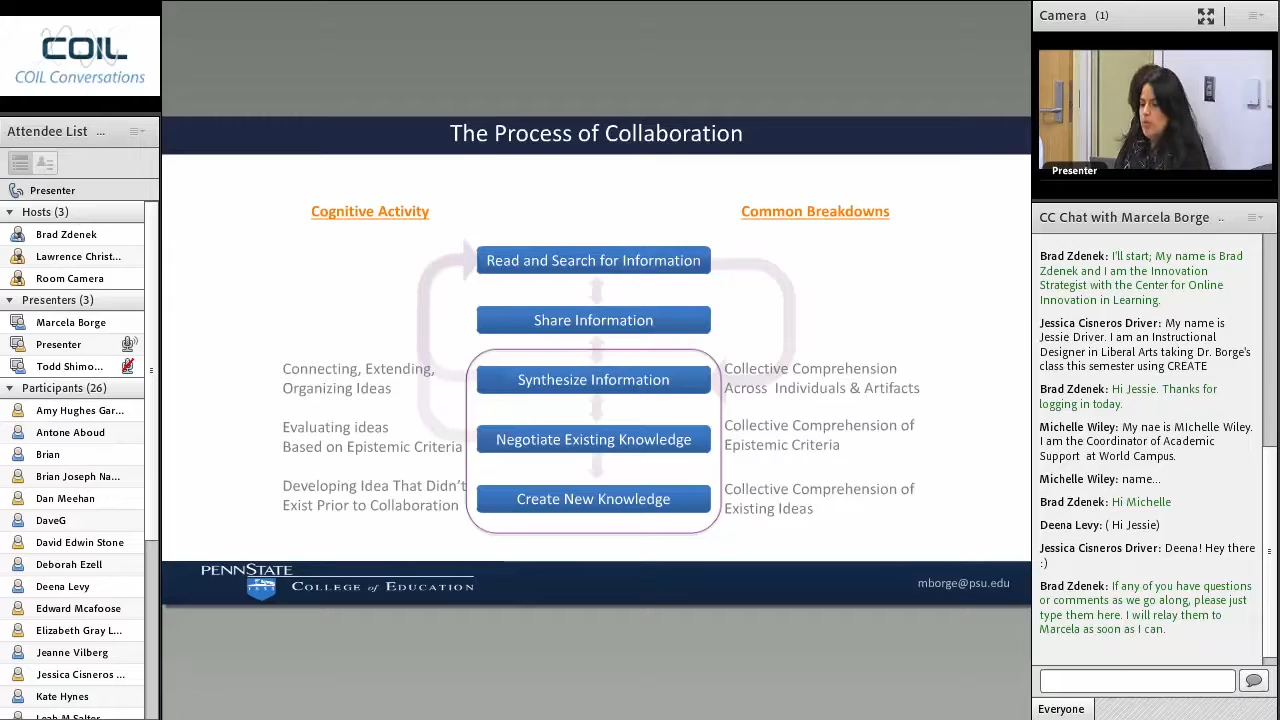 COIL
COIL Conversations
Attendee List ...
Presenter
Hosts (3)
Brad Zdenek
Lawrence Christ...
Room Camera
Presenters (3)
Marcela Borge
Presenter
Todd Shimo...
Participants (26)
Amy Hughes Gar...
Antone Aboud
Brian
Brian Joseph Na...
Dan Meehan
DaveG
David Edwin Stone
Deborah Ezell
Deena Levy
Edward Mcafoose
Elizabeth Gray L...
Jeanne Vilberg
Jessica Cisneros ...
Kate Hynes
Leah M Salter
The Process of Collaboration
Cognitive Activity
Common Breakdowns
Read and Search for Information
Share Information
Connecting, Extending,
Organizing Ideas
Synthesize Information
Collective Comprehension
Across Individuals & Artifacts
Evaluating ideas
Based on Epistemic Criteria
Negotiate Existing Knowledge
Collective Comprehension of
Epistemic Criteria
Developing Idea That Didn't
Exist Prior to Collaboration
Create New Knowledge
Collective Comprehension of
Existing Ideas
PENNSTATE
1855
COLLEGE of EDUCATION
mborge@psu.edu
Camera (1)
Presenter
CC Chat with Marcela Borge ..
Brad Zdenek: I'll start; My name is Brad
Zdenek and I am the Innovation
Strategist with the Center for Online
Innovation in Learning.
Jessica Cisneros Driver: My name is
Jessie Driver. I am an Instructional
Designer in Liberal Arts taking Dr. Borge's
class this semester using CREATE
Brad Zdenek: Hi Jessie. Thanks for
logging in today.
Michelle Wiley: My nae is MIchelle Wiley.
I am the Coordinator of Academic
Support at World Campus.
Michelle Wiley: name...
Brad Zdenek: Hi Michelle
Deena Levy: ( Hi Jessie)
Jessica Cisneros Driver: Deena! Hey there
:)
Brad Zdenek: If any of you have questions
or comments as we go along, please just
type them here. I will relay them to
Marcela as soon as I can.
Everyone